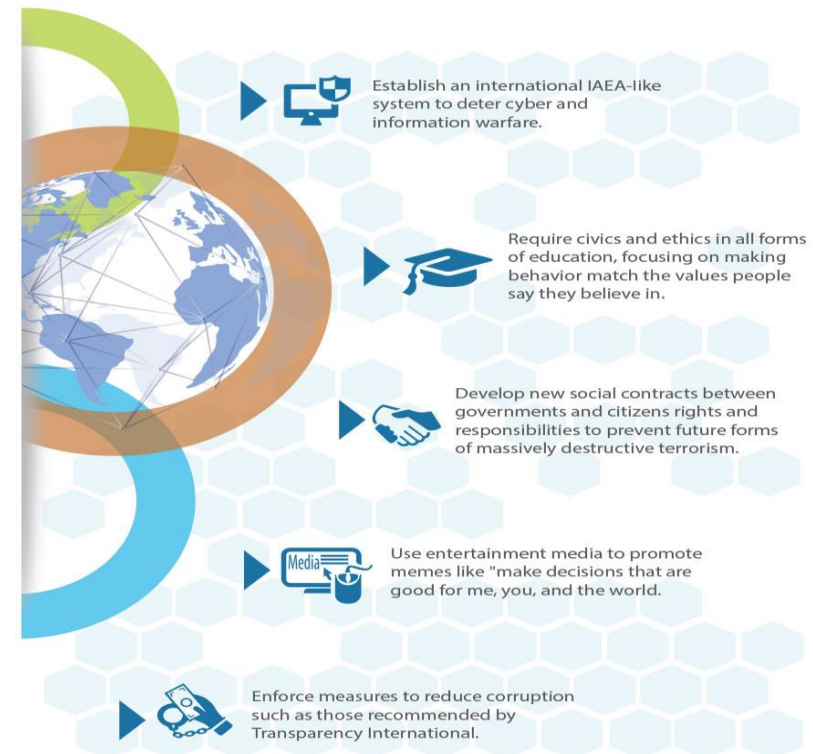 Establish an international IAEA-like
system to deter cyber and
information warfare.
Require civics and ethics in all forms
of education, focusing on making
behavior match the values people
say they believe in.
Develop new social contracts between
governments and citizens rights and
responsibilities to prevent future forms
of massively destructive terrorism.
Media
Use entertainment media to promote
memes like "make decisions that are
good for me, you, and the world.
Enforce measures to reduce corruption
such as those recommended by
Transparency International.